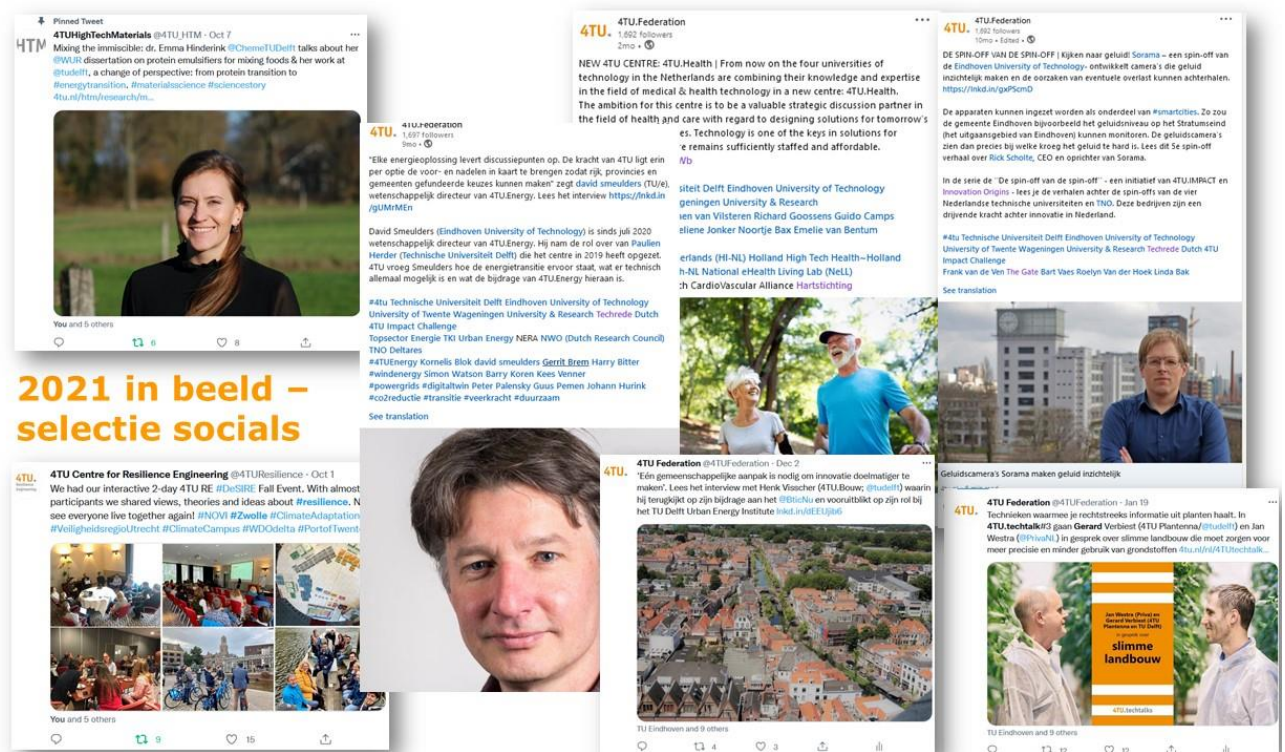 Pinned Tweet
HTM
4TUHighTechMaterials @4TU_HTM · Oct 7
Mixing the immiscible: dr. Emma Hinderink @ChemeTUDelft talks about her
@WUR dissertation on protein emulsifiers for mixing foods & her work at
@tudelft, a change of perspective: from protein transition to
#energytransition. #materialsscience #sciencestory
4tu.nl/htm/research/m...
You and 5 others
6
8
2021 in beeld –
selectie socials
4TU.
4TU Centre for Resilience Engineering @4TUResilience · Oct 1
We had our interactive 2-day 4TU RE #DeSIRE Fall Event. With almost
participants we shared views, theories and ideas about #resilience. N
see everyone live together again! #NOVI #Zwolle #ClimateAdaptation
#VeiligheidsregioUtrecht #ClimateCampus #WDOdelta #PortofTwent
You and 5 others
9
15
4TU.
4TU.Federation
1,697 followers
9mo •
"Elke energieoplossing levert discussiepunten op. De kracht van 4TU ligt erin
per optie de voor- en nadelen in kaart te brengen zodat rijk, provincies en
gemeenten gefundeerde keuzes kunnen maken" zegt david smeulders (TU/e),
wetenschappelijk directeur van 4TU.Energy. Lees het interview https://lnkd.in
/gUMrMEn
David Smeulders (Eindhoven University of Technology) is sinds juli 2020
wetenschappelijk directeur van 4TU.Energy. Hij nam de rol over van Paulien
Herder (Technische Universiteit Delft) die het centre in 2019 heeft opgezet.
4TU vroeg Smeulders hoe de energietransitie ervoor staat, wat er technisch
allemaal mogelijk is en wat de bijdrage van 4TU.Energy hieraan is.
#4tu Technische Universiteit Delft Eindhoven University of Technology
University of Twente Wageningen University & Research Techrede Dutch
4TU Impact Challenge
Topsector Energie TKI Urban Energy NERA NWO (Dutch Research Council)
TNO Deltares
#4TUEnergy Kornelis Blok david smeulders Gerrit Brem Harry Bitter
#windenergy Simon Watson Barry Koren Kees Venner
#powergrids #digitaltwin Peter Palensky Guus Pemen Johann Hurink
#co2reductie #transitie #veerkracht #duurzaam
See translation
4TU.
4TU.Federation
1,692 followers
2mo •
NEW 4TU CENTRE: 4TU.Health | From now on the four universities of
technology in the Netherlands are combining their knowledge and expertise
in the field of medical & health technology in a new centre: 4TU.Health.
The ambition for this centre is to be a valuable strategic discussion partner in
the field of health and care with regard to designing solutions for tomorrow's
es. Technology is one of the keys in solutions for
e remains sufficiently staffed and affordable.
Wb
siteit Delft Eindhoven University of Technology
geningen University & Research
en van Vilsteren Richard Goossens Guido Camps
eliene Jonker Noortje Bax Emelie van Bentum
erlands (HI-NL) Holland High Tech Health~Holland
h-NL National eHealth Living Lab (NeLL)
ch CardioVascular Alliance Hartstichting
4TU.
4TU Federation @4TUFederation · Dec 2
'Eén gemeenschappelijke aanpak is nodig om innovatie doelmatiger te
maken'. Lees het interview met Henk Visscher (4TU.Bouw; @tudelft) waarin
hij terugkijkt op zijn bijdrage aan het @BticNu en vooruitblikt op zijn rol bij
het TU Delft Urban Energy Institute lnkd.in/dEEUjib6
TU Eindhoven and 9 others
4
3
4TU.
4TU.Federation
1,692 followers
10mo • Edited •
DE SPIN-OFF VAN DE SPIN-OFF | Kijken naar geluid! Sorama – een spin-off van
de Eindhoven University of Technology- ontwikkelt camera's die geluid
inzichtelijk maken en de oorzaken van eventuele overlast kunnen achterhalen.
https://lnkd.in/gxPScmD
De apparaten kunnen ingezet worden als onderdeel van #smartcities. Zo zou
de gemeente Eindhoven bijvoorbeeld het geluidsniveau op het Stratumseind
(het uitgaansgebied van Eindhoven) kunnen monitoren. De geluidscamera's
zien dan precies bij welke kroeg het geluid te hard is. Lees dit 5e spin-off
verhaal over Rick Scholte, CEO en oprichter van Sorama.
In de serie de ''De spin-off van de spin-off'' - een initiatief van 4TU.IMPACT en
Innovation Origins - lees je de verhalen achter de spin-offs van de vier
Nederlandse technische universiteiten en TNO. Deze bedrijven zijn een
drijvende kracht achter innovatie in Nederland.
#4tu Technische Universiteit Delft Eindhoven University of Technology
University of Twente Wageningen University & Research Techrede Dutch 4TU
Impact Challenge
Frank van de Ven The Gate Bart Vaes Roelyn Van der Hoek Linda Bak
See translation
Geluidscamera's Sorama maken geluid inzichtelijk
4TU.
4TU Federation @4TUFederation · Jan 19
Technieken waarmee je rechtstreeks informatie uit planten haalt. In
4TU.techtalk#3 gaan Gerard Verbiest (4TU Plantenna/@tudelft) en Jan
Westra (@PrivaNL) in gesprek over slimme landbouw die moet zorgen voor
meer precisie en minder gebruik van grondstoffen 4tu.nl/nl/4TUtechtalk...
Jan Westra (Priva) en
Gerard Verbiest (4TU
Plantenna en TU Delft)
in gesprek over
slimme
landbouw
4TU.techtalks
TU Eindhoven and 9 others
12
12